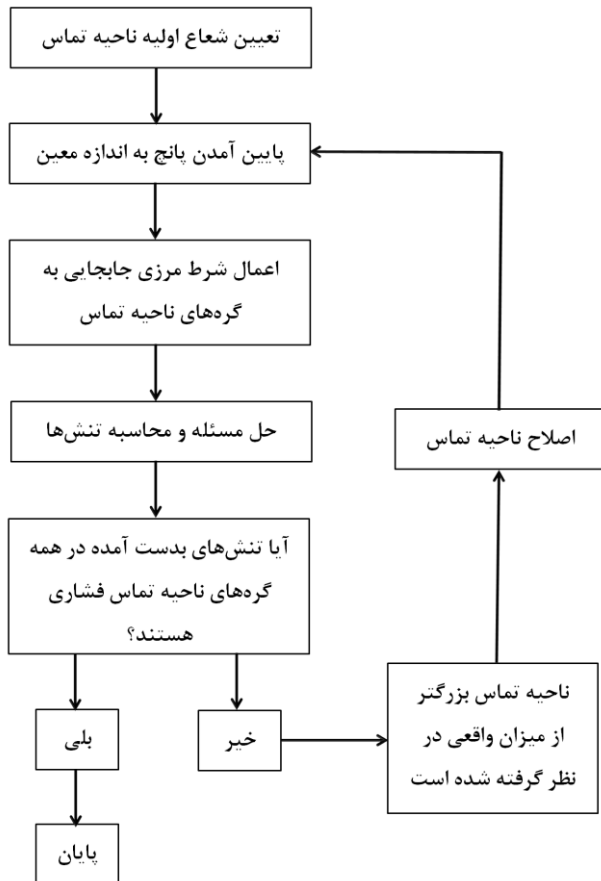 تعیین شعاع اولیه ناحیه تماس
پایین آمدن پانچ به اندازه معین
اعمال شرط مرزی جابجایی به
گره‌های ناحیه تماس
حل مسئله و محاسبه تنش‌ها
آیا تنش‌های بدست آمده در همه
گره‌های ناحیه تماس فشاری
هستند؟
بلی
پایان
خیر
ناحیه تماس بزرگتر
از میزان واقعی در
نظر گرفته شده است
اصلاح ناحیه تماس